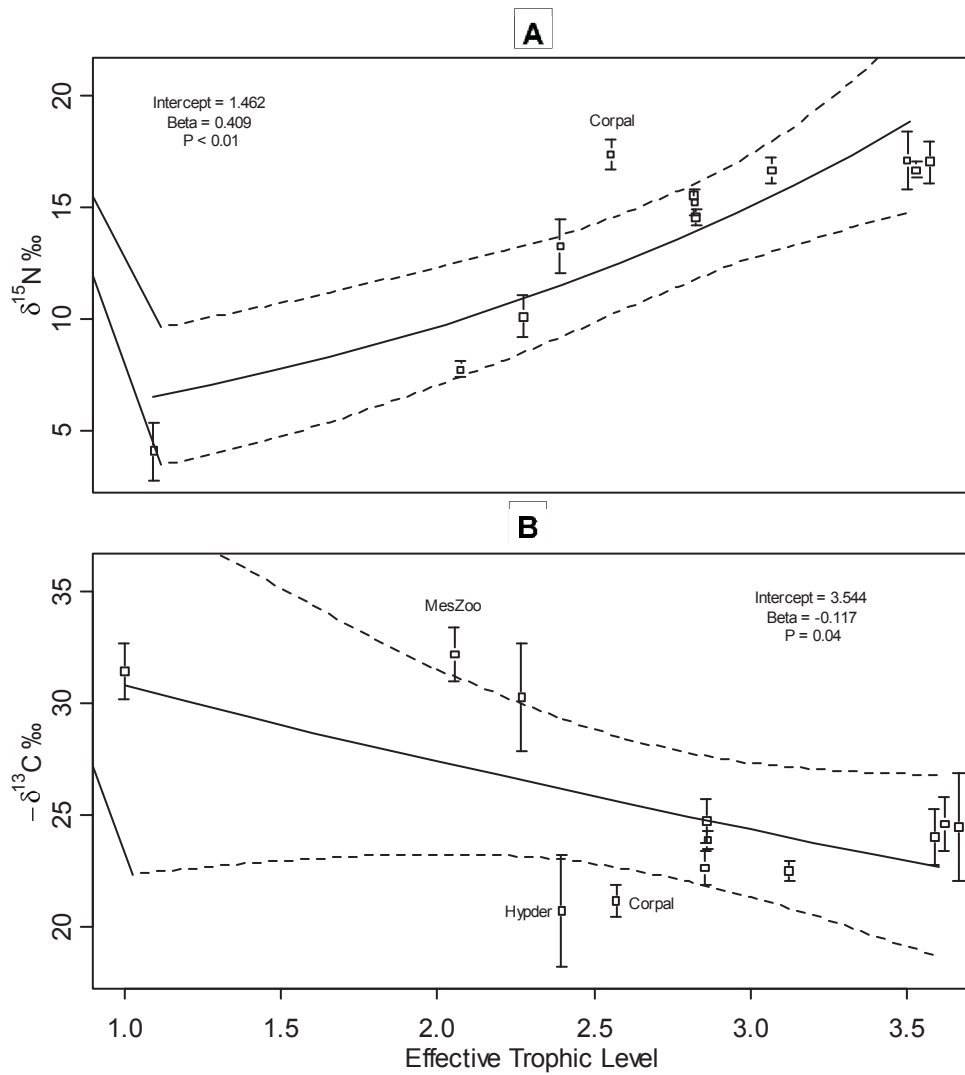 A
20
15
10
5
δ15N ‰
Intercept = 1.462
Beta = 0.409
P < 0.01
Corpal
B
35
30
25
20
−δ13C ‰
MesZoo
Intercept = 3.544
Beta = -0.117
P = 0.04
Hypder
Corpal
1.0 1.5 2.0 2.5 3.0 3.5
Effective Trophic Level